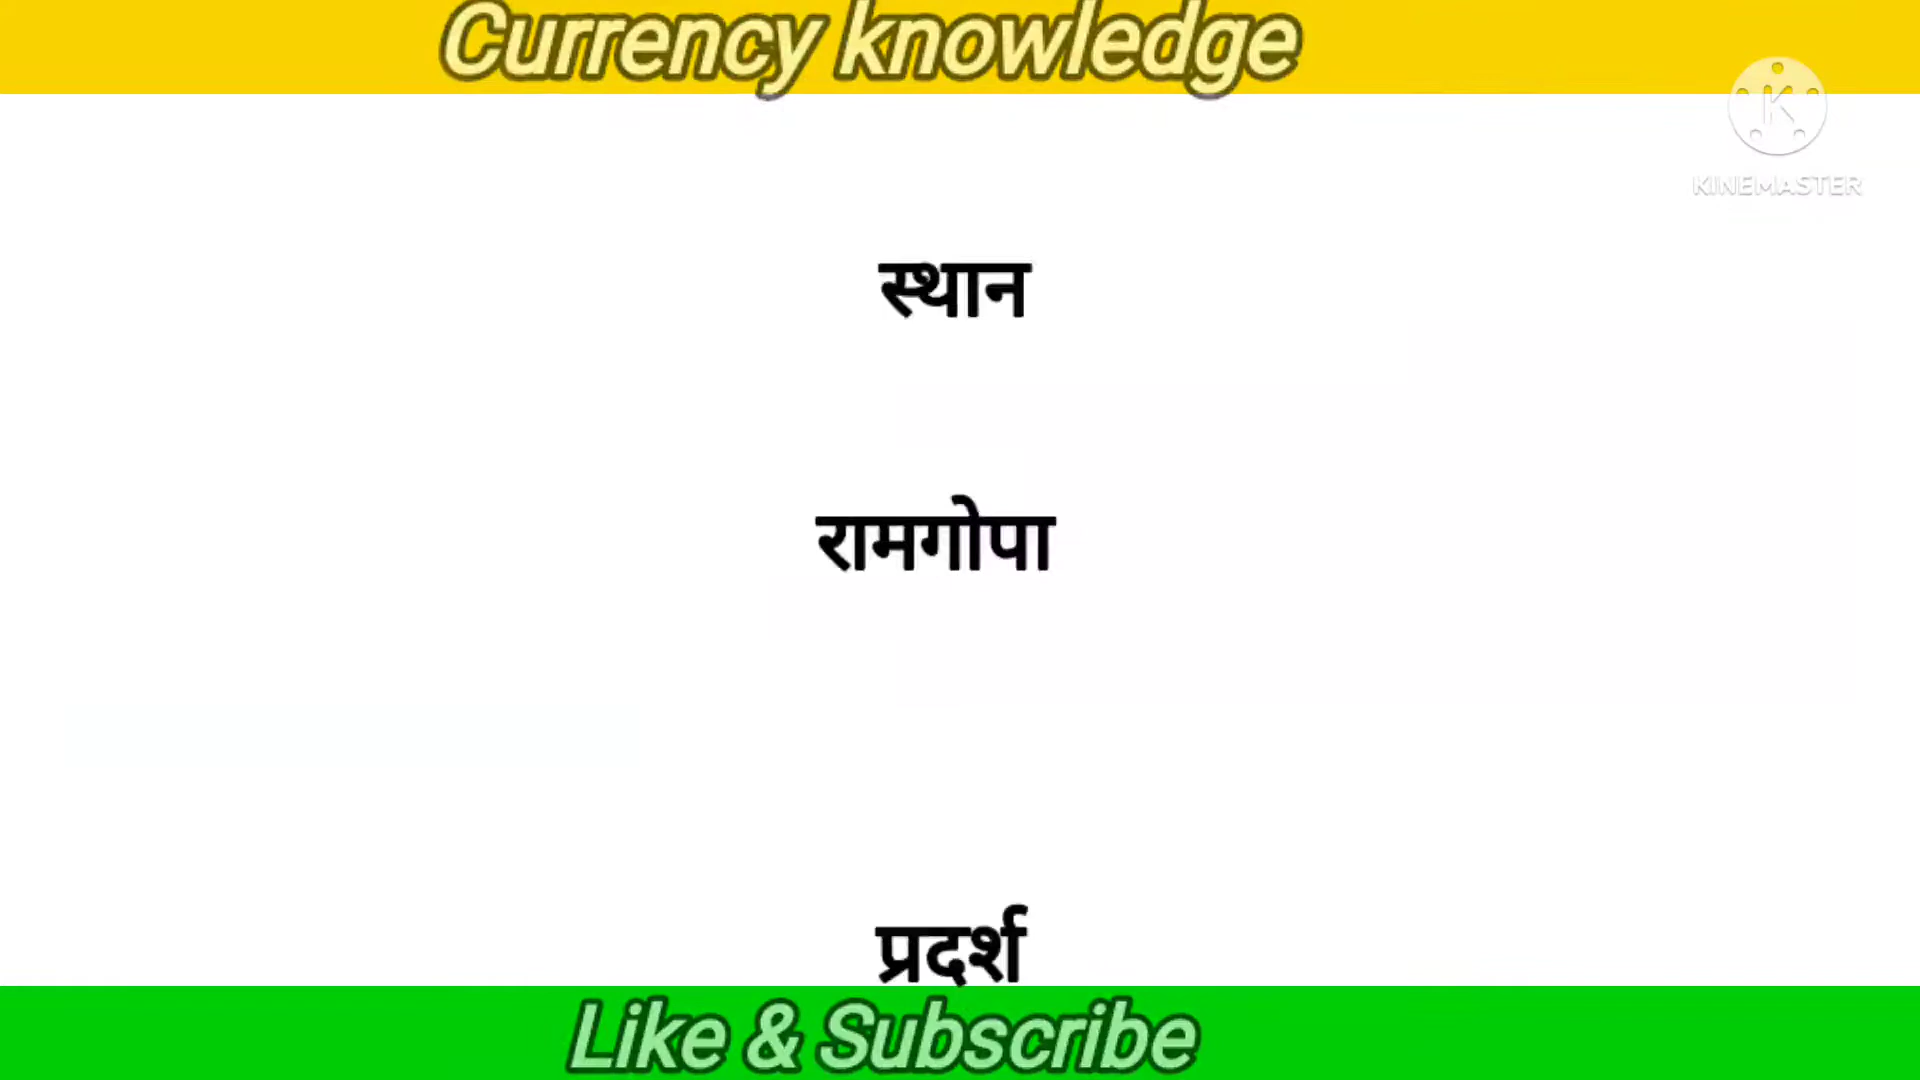 Currency knowledge
KINEMASTER
स्थान
रामगोपा
प्रदर्श
Like & Subscribe